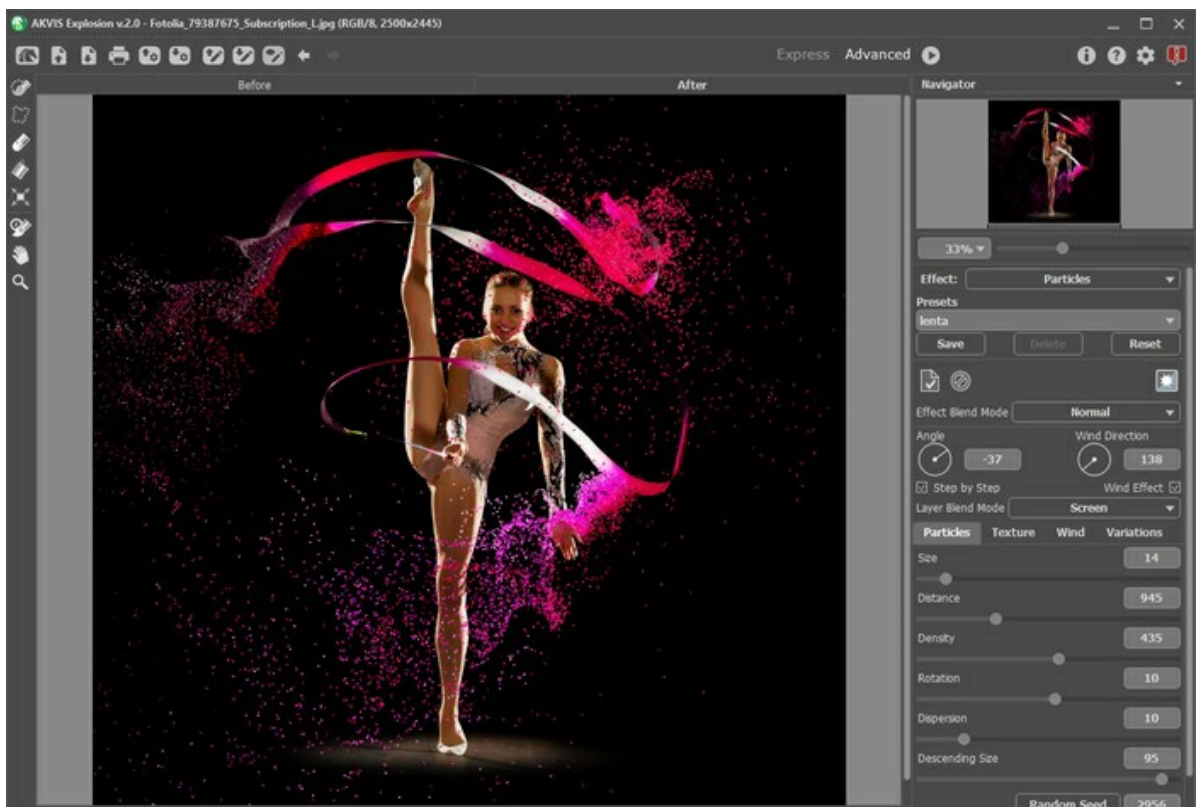 AKVIS Explosion v.2.0 - Fotolia_79387675_Subscription_L.jpg (RGB/8, 2500x2445)
Express Advanced
Before After
Navigator
33%
Effect: Particles
Presets
lenta
Save Delete Reset
Effect Blend Mode Normal
Angle Wind Direction
-37 138
Step by Step Wind Effect
Layer Blend Mode Screen
Particles Texture Wind Variations
Size 14
Distance 945
Density 435
Rotation 10
Dispersion 10
Descending Size 95
Random Seed 2956